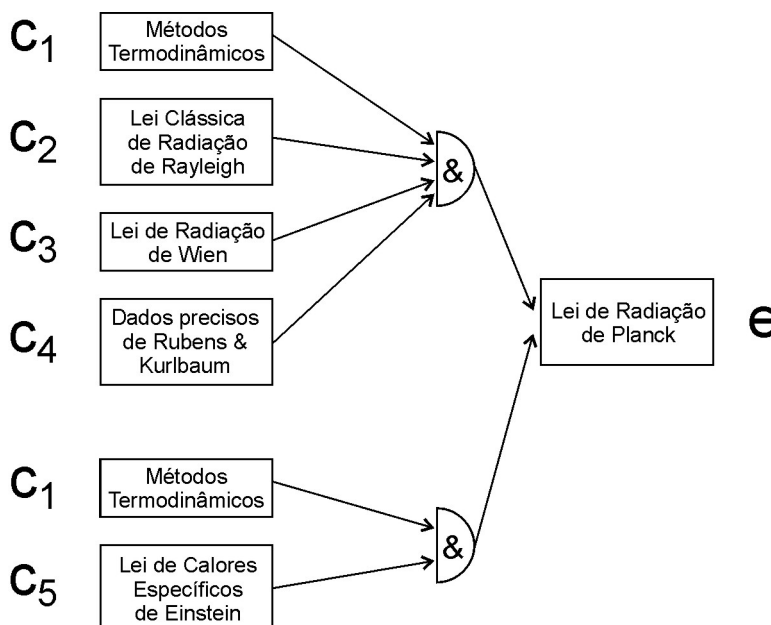 C1
Métodos
Termodinâmicos
C2
Lei Clássica
de Radiação
de Rayleigh
&
C3
Lei de Radiação
de Wien
C4
Dados precisos
de Rubens &
Kurlbaum
Lei de Radiação
de Planck
e
C1
Métodos
Termodinâmicos
&
C5
Lei de Calores
Específicos
de Einstein